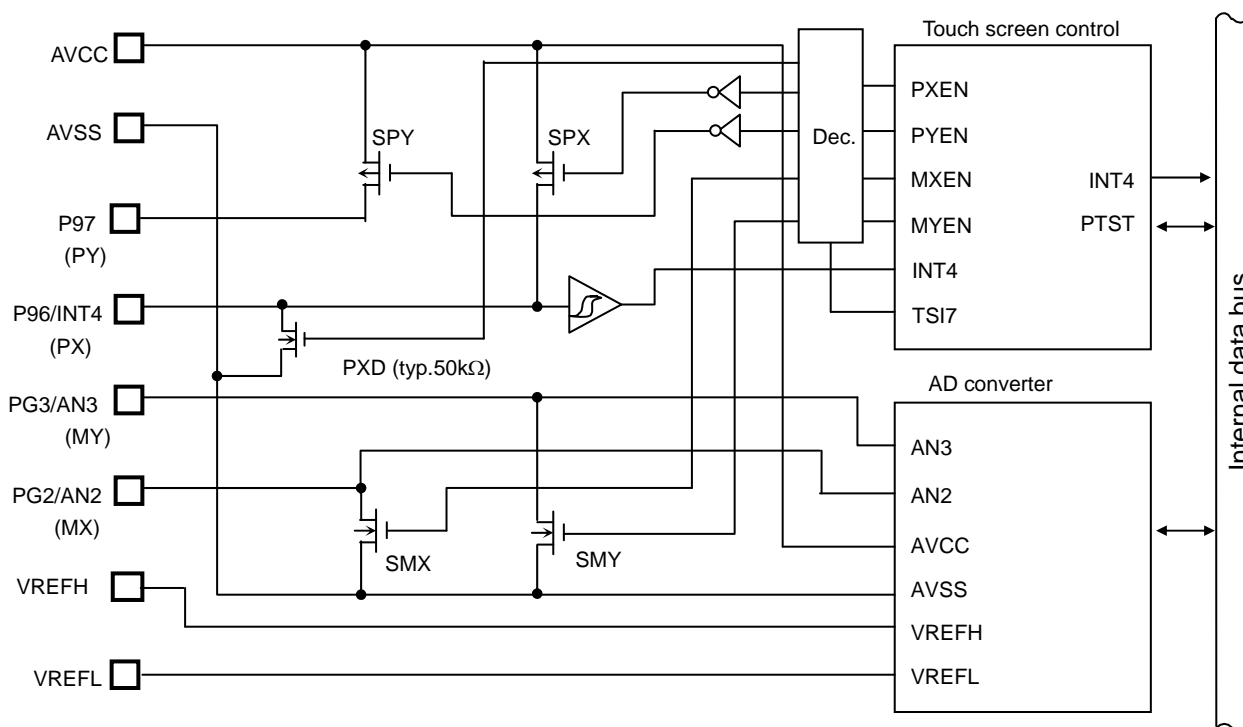 Touch screen control
AVCC
AVSS
SPY
SPX
Dec.
PXEN
PYEN
MXEN
MYEN
INT4
TSI7
INT4
PTST
P97
(PY)
P96/INT4
(PX)
PXD (typ.50kΩ)
PG3/AN3
(MY)
PG2/AN2
(MX)
SMX
SMY
VREFH
VREFL
AD converter
AN3
AN2
AVCC
AVSS
VREFH
VREFL
Internal data bus